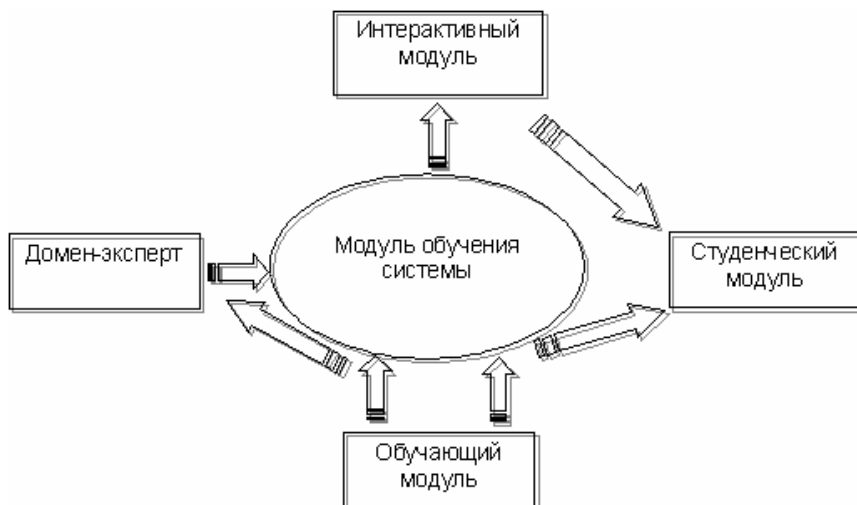 Интерактивный
модуль
Домен-эксперт
Модуль обучения
системы
Студенческий
модуль
Обучающий
модуль